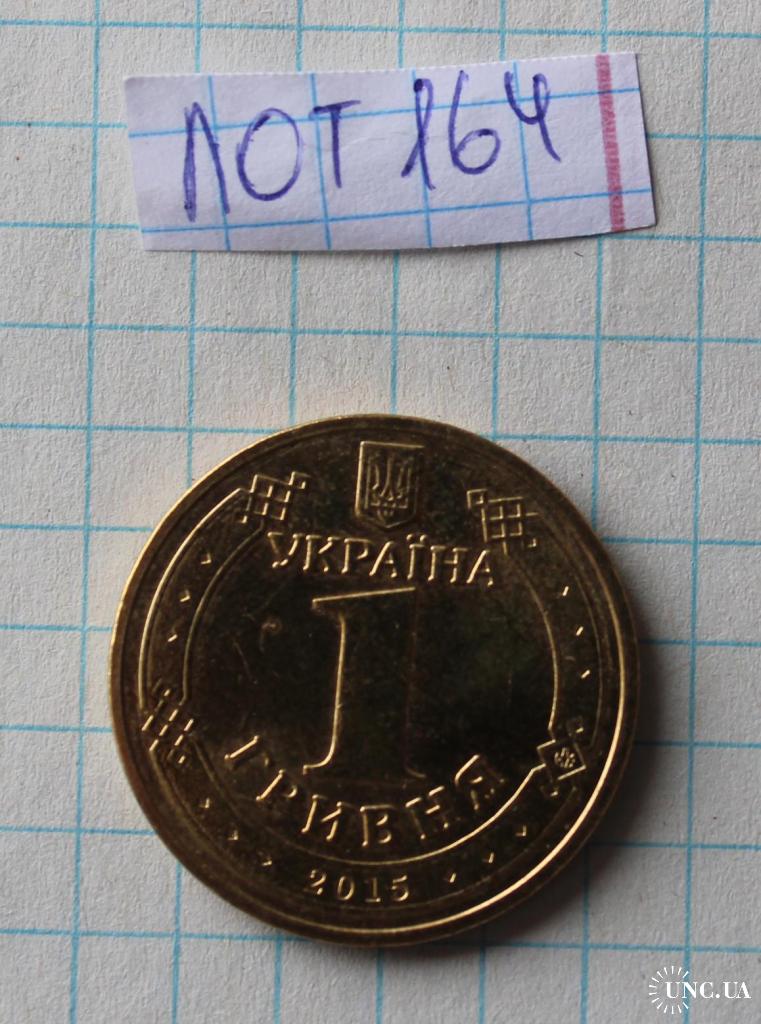 ЛОТ 164
УКРАЇНА
1
ГРИВНЯ
2015
UNC.UA